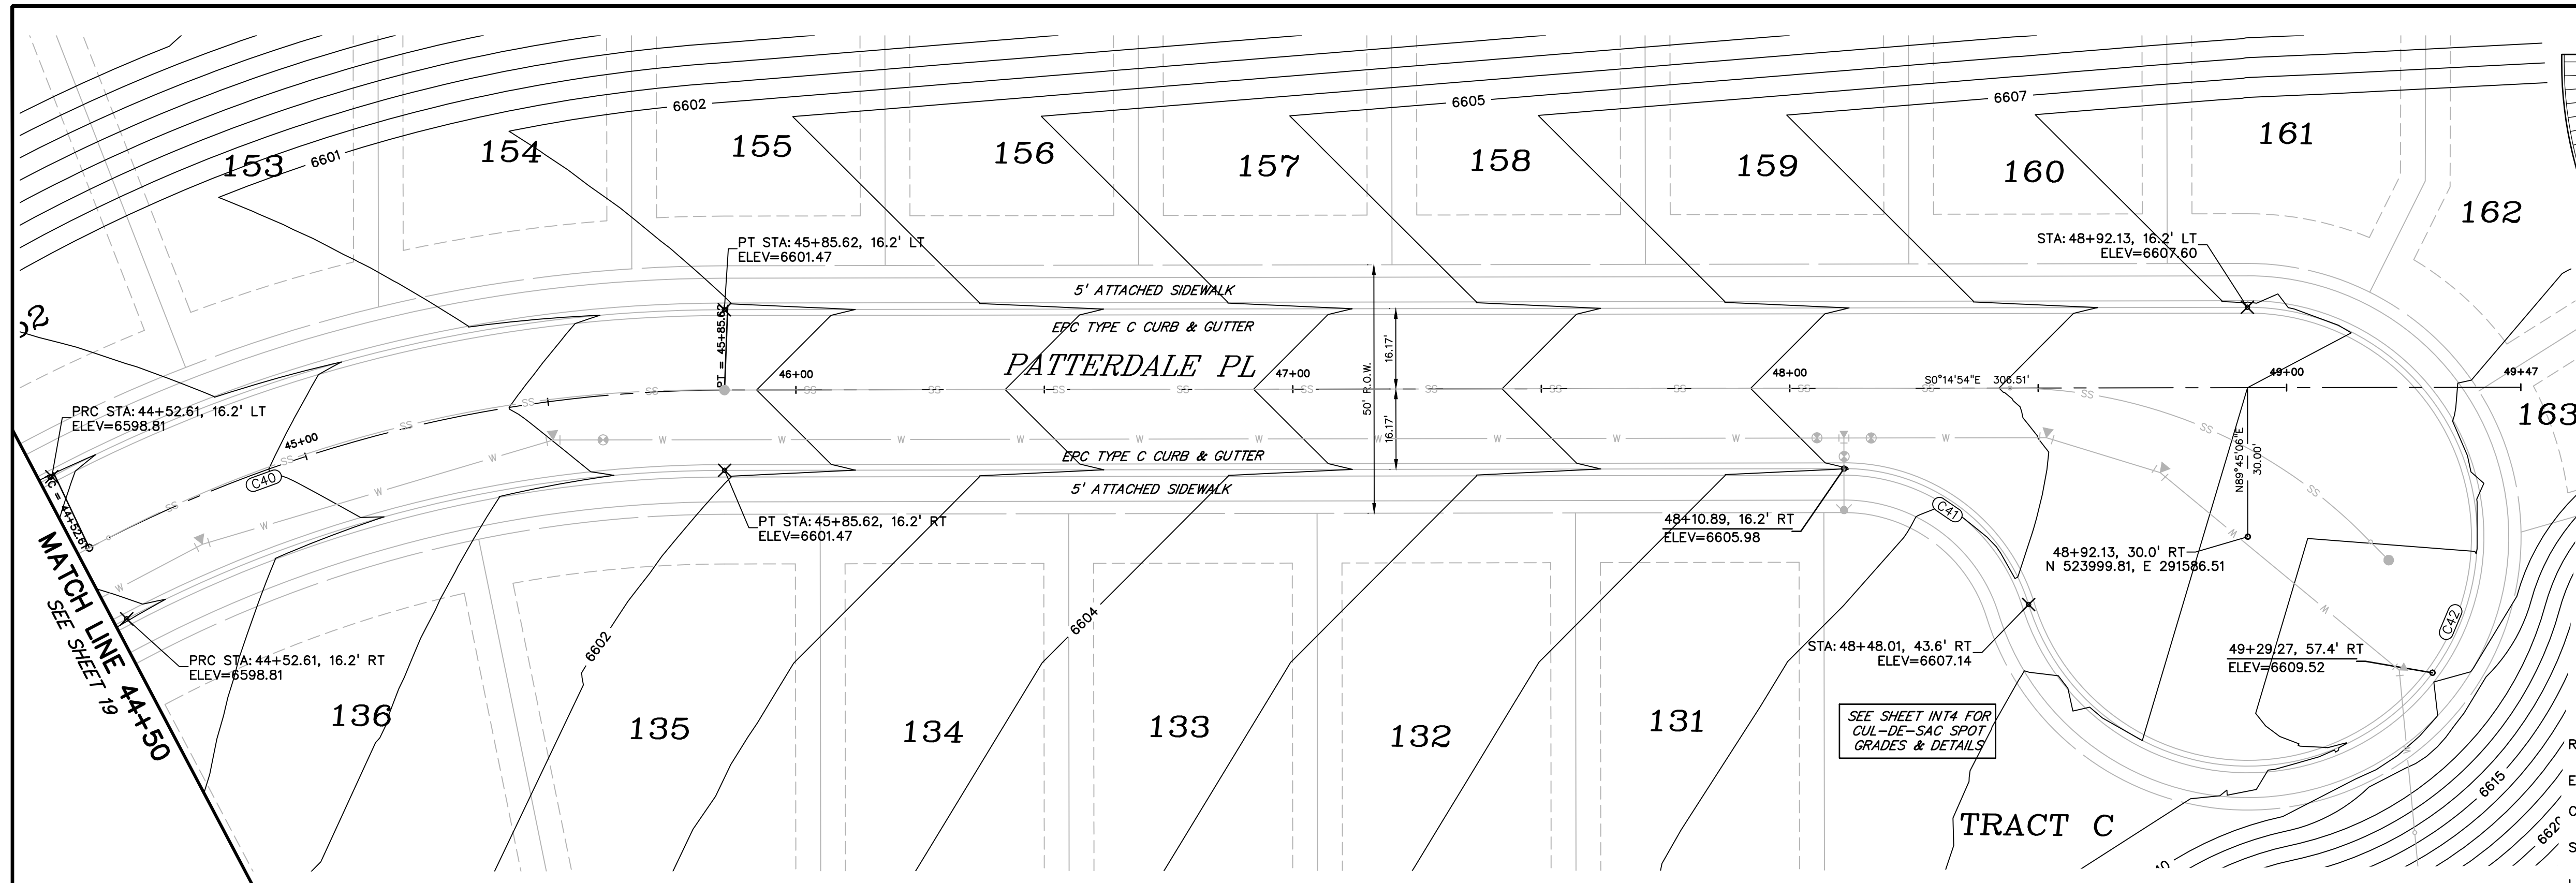 6602
6605
6607
153
6601
154
155
156
157
158
159
160
161
162
PT STA: 45+85.62, 16.2' LT
ELEV=6601.47
STA: 48+92.13, 16.2' LT
ELEV=6607.60
5' ATTACHED SIDEWALK
EPC TYPE C CURB & GUTTER
PATTERDALE PL
PT = 45+85.62
46+00
47+00
48+00
49+00
49+47
50' R.O.W.
16.17'
16.17'
S0°14'54"E 306.51'
163
PRC STA: 44+52.61, 16.2' LT
ELEV=6598.81
45+00
C40
SS
W
EPC TYPE C CURB & GUTTER
5' ATTACHED SIDEWALK
N89°45'06"E
30.00'
PT STA: 45+85.62, 16.2' RT
ELEV=6601.47
48+10.89, 16.2' RT
ELEV=6605.98
C41
48+92.13, 30.0' RT
N 523999.81, E 291586.51
44+52.61
MATCH LINE 44+50
SEE SHEET 19
PRC STA: 44+52.61, 16.2' RT
ELEV=6598.81
6602
6604
STA: 48+48.01, 43.6' RT
ELEV=6607.14
49+29.27, 57.4' RT
ELEV=6609.52
C42
136
135
134
133
132
131
SEE SHEET INT4 FOR
CUL-DE-SAC SPOT
GRADES & DETAILS
TRACT C
6615